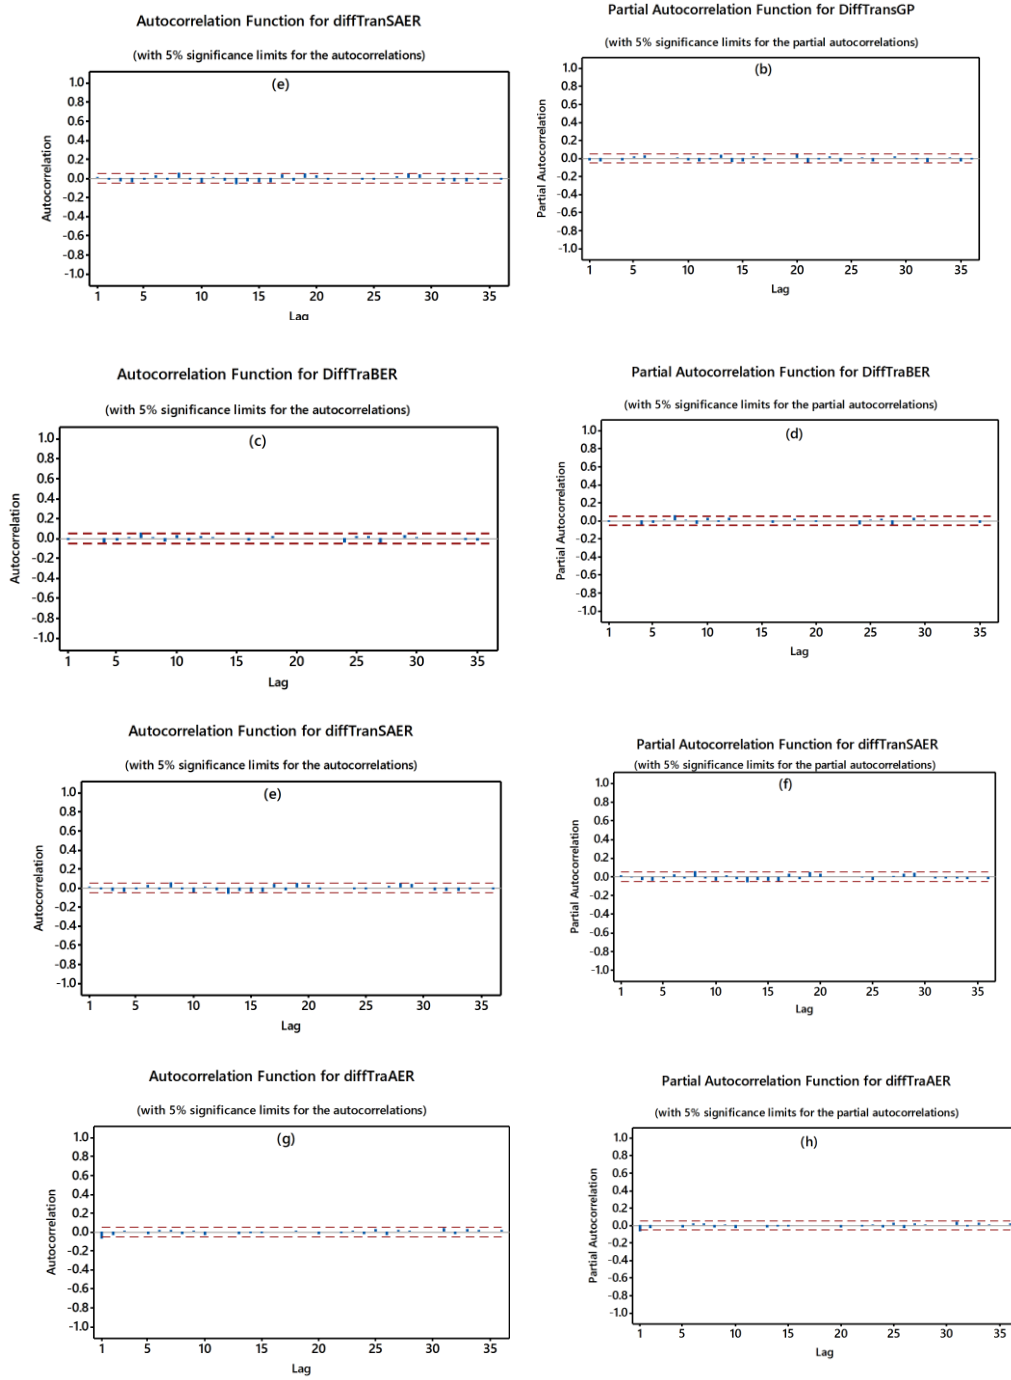 Autocorrelation Function for diffTranSAER
(with 5% significance limits for the autocorrelations)
(e)
1.0
0.8
0.6
0.4
0.2
0.0
-0.2
-0.4
-0.6
-0.8
-1.0
Autocorrelation
1 5 10 15 20 25 30 35
Lag
Partial Autocorrelation Function for DiffTransGP
(with 5% significance limits for the partial autocorrelations)
(b)
1.0
0.8
0.6
0.4
0.2
0.0
-0.2
-0.4
-0.6
-0.8
-1.0
Partial Autocorrelation
1 5 10 15 20 25 30 35
Lag
Autocorrelation Function for DiffTraBER
(with 5% significance limits for the autocorrelations)
(c)
1.0
0.8
0.6
0.4
0.2
0.0
-0.2
-0.4
-0.6
-0.8
-1.0
Autocorrelation
1 5 10 15 20 25 30 35
Lag
Partial Autocorrelation Function for DiffTraBER
(with 5% significance limits for the partial autocorrelations)
(d)
1.0
0.8
0.6
0.4
0.2
0.0
-0.2
-0.4
-0.6
-0.8
-1.0
Partial Autocorrelation
1 5 10 15 20 25 30 35
Lag
Autocorrelation Function for diffTranSAER
(with 5% significance limits for the autocorrelations)
(e)
1.0
0.8
0.6
0.4
0.2
0.0
-0.2
-0.4
-0.6
-0.8
-1.0
Autocorrelation
1 5 10 15 20 25 30 35
Lag
Partial Autocorrelation Function for diffTranSAER
(with 5% significance limits for the partial autocorrelations)
(f)
1.0
0.8
0.6
0.4
0.2
0.0
-0.2
-0.4
-0.6
-0.8
-1.0
Partial Autocorrelation
1 5 10 15 20 25 30 35
Lag
Autocorrelation Function for diffTraAER
(with 5% significance limits for the autocorrelations)
(g)
1.0
0.8
0.6
0.4
0.2
0.0
-0.2
-0.4
-0.6
-0.8
-1.0
Autocorrelation
1 5 10 15 20 25 30 35
Lag
Partial Autocorrelation Function for diffTraAER
(with 5% significance limits for the partial autocorrelations)
(h)
1.0
0.8
0.6
0.4
0.2
0.0
-0.2
-0.4
-0.6
-0.8
-1.0
Partial Autocorrelation
1 5 10 15 20 25 30 35
Lag